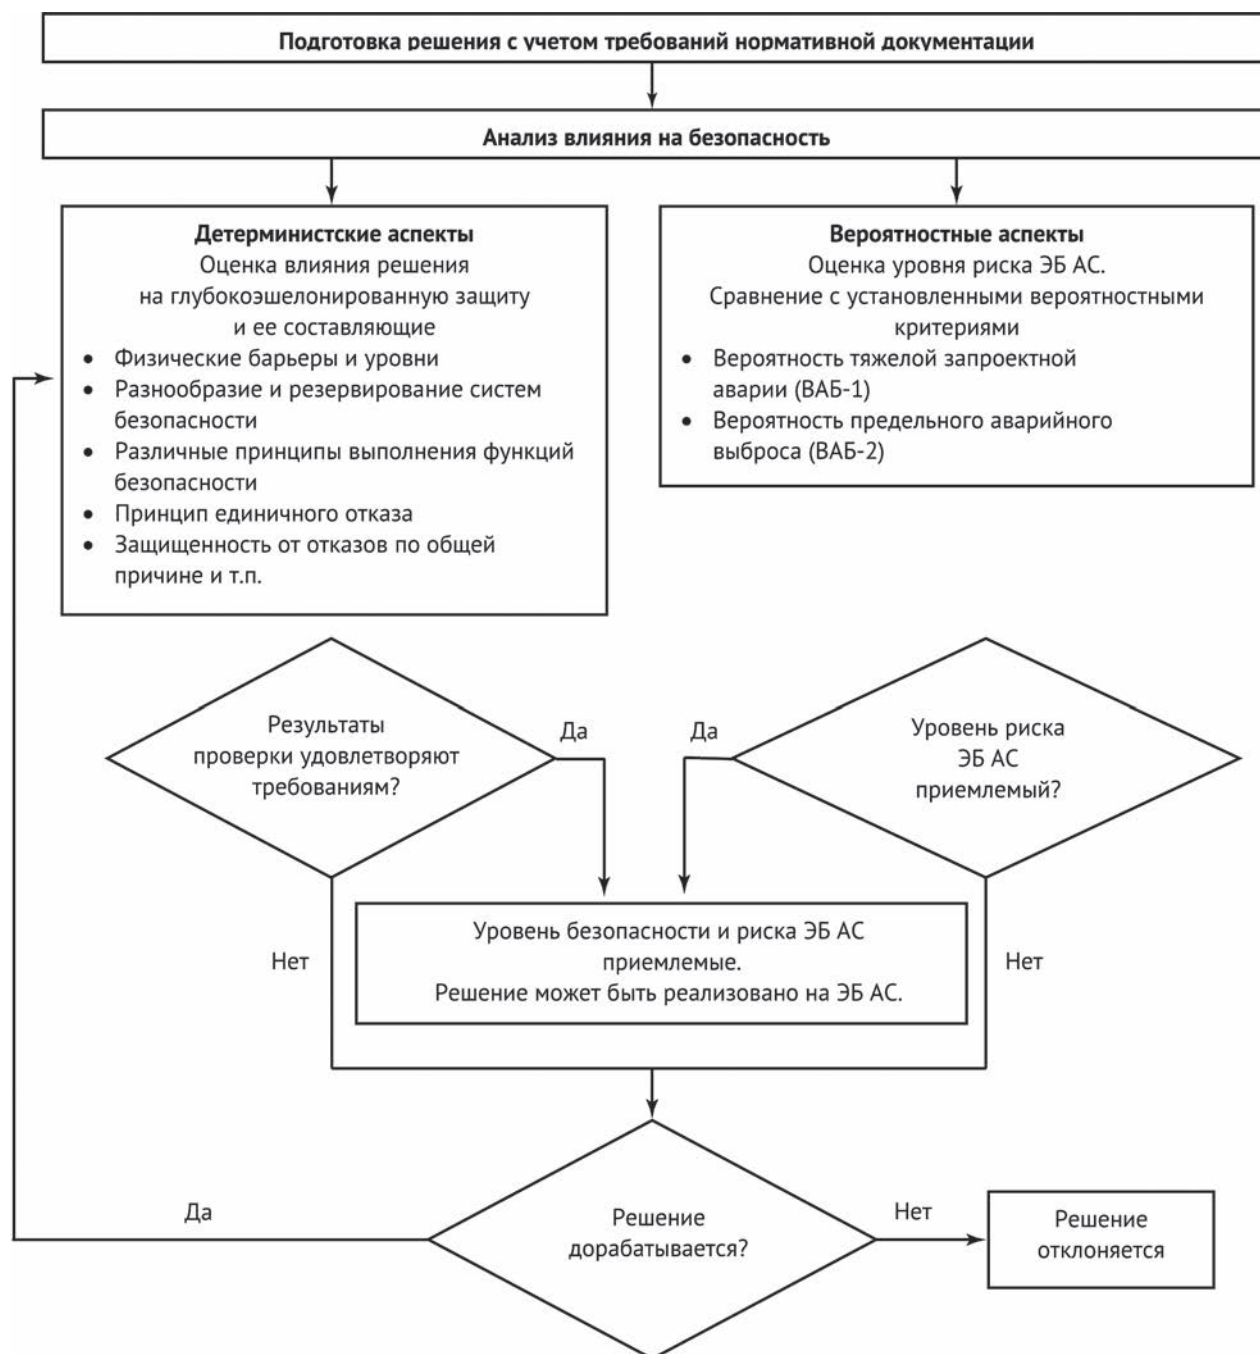 Подготовка решения с учетом требований нормативной документации
Анализ влияния на безопасность
Детерминистские аспекты
Оценка влияния решения
на глубокоэшелонированную защиту
и ее составляющие
• Физические барьеры и уровни
• Разнообразие и резервирование систем
безопасности
• Различные принципы выполнения функций
безопасности
• Принцип единичного отказа
• Защищенность от отказов по общей
причине и т.п.
Вероятностные аспекты
Оценка уровня риска ЭБ АС.
Сравнение с установленными вероятностными
критериями
• Вероятность тяжелой запроектной
аварии (ВАБ-1)
• Вероятность предельного аварийного
выброса (ВАБ-2)
Результаты
проверки удовлетворяют
требованиям?
Да
Да
Уровень риска
ЭБ АС
приемлемый?
Нет
Уровень безопасности и риска ЭБ АС
приемлемые.
Решение может быть реализовано на ЭБ АС.
Нет
Да
Решение
дорабатывается?
Нет
Решение
отклоняется